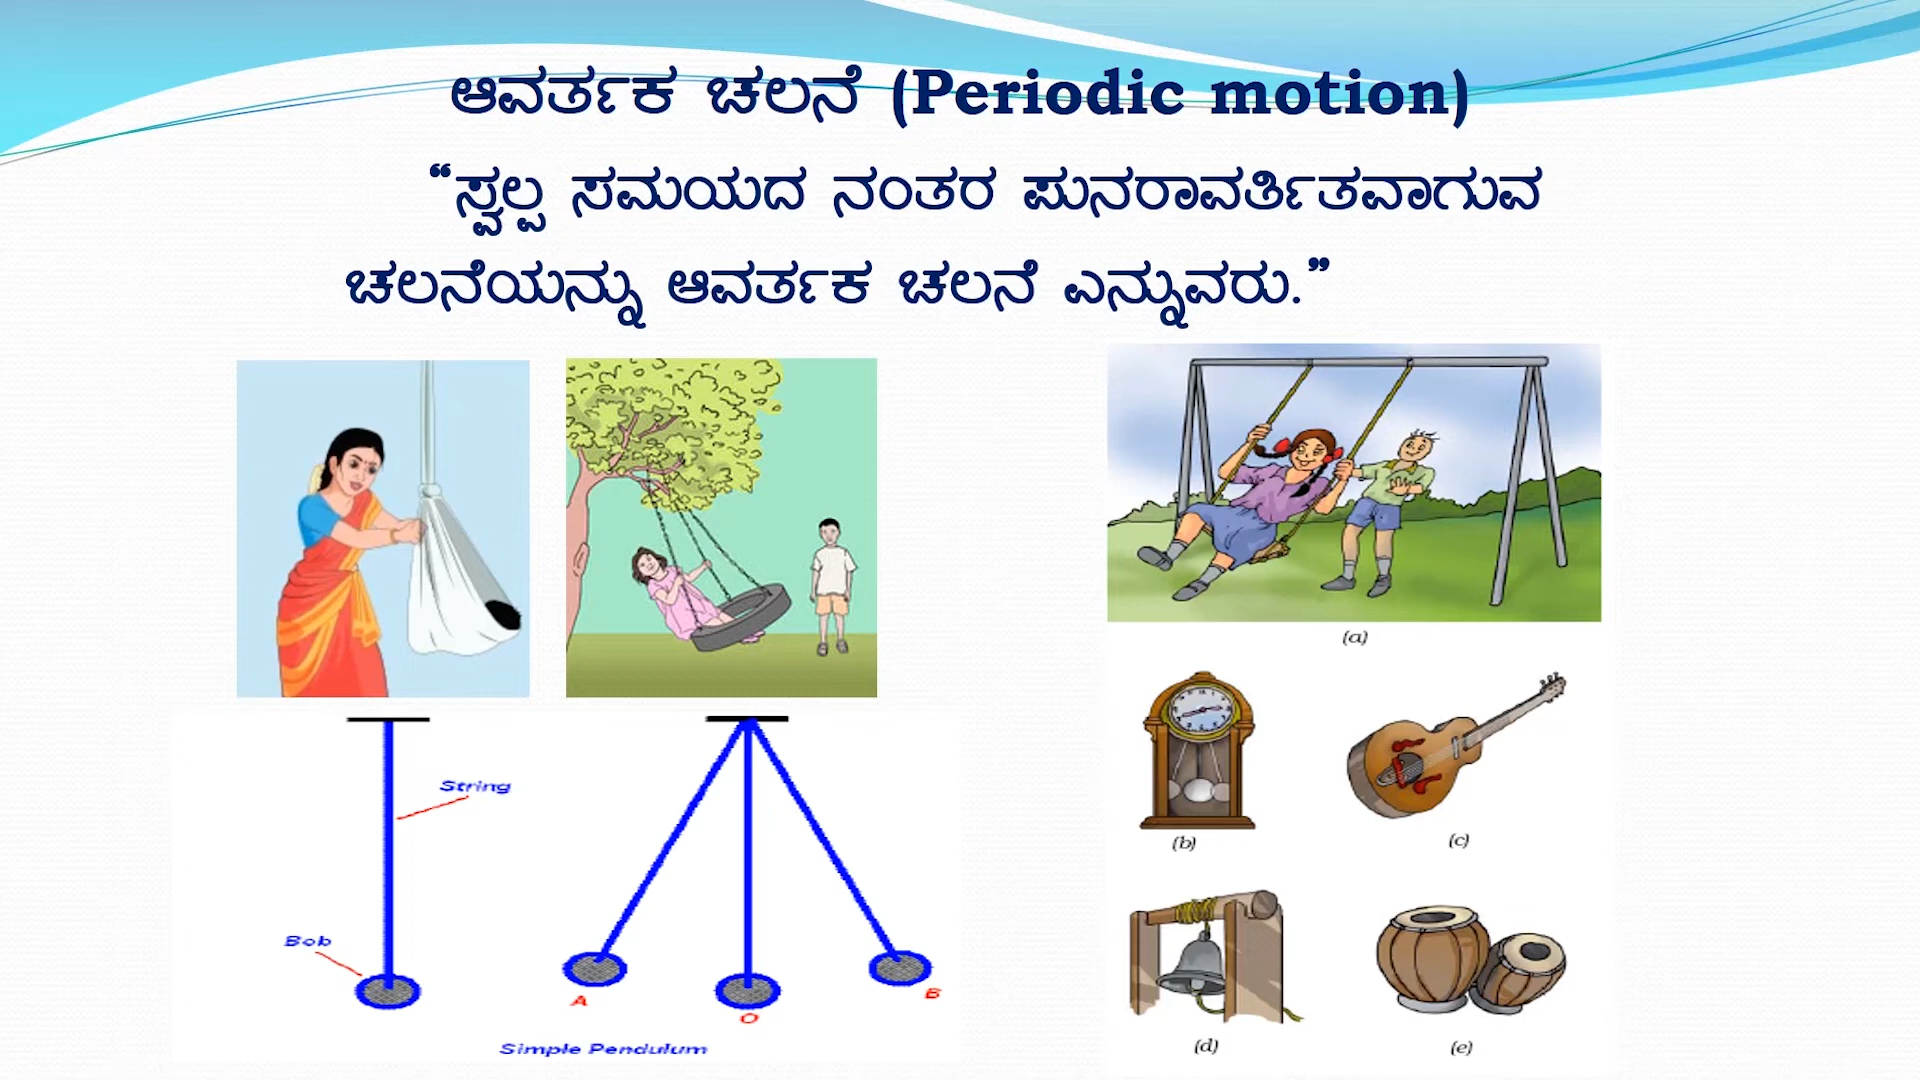 ಆವರ್ತಕ ಚಲನೆ (Periodic motion)
“ಸ್ವಲ್ಪ ಸಮಯದ ನಂತರ ಪುನರಾವರ್ತಿತವಾಗುವ
ಚಲನೆಯನ್ನು ಆವರ್ತಕ ಚಲನೆ ಎನ್ನುವರು.”
String
Bob
A
O
B
Simple Pendulum
(a)
(b)
(c)
(d)
(e)